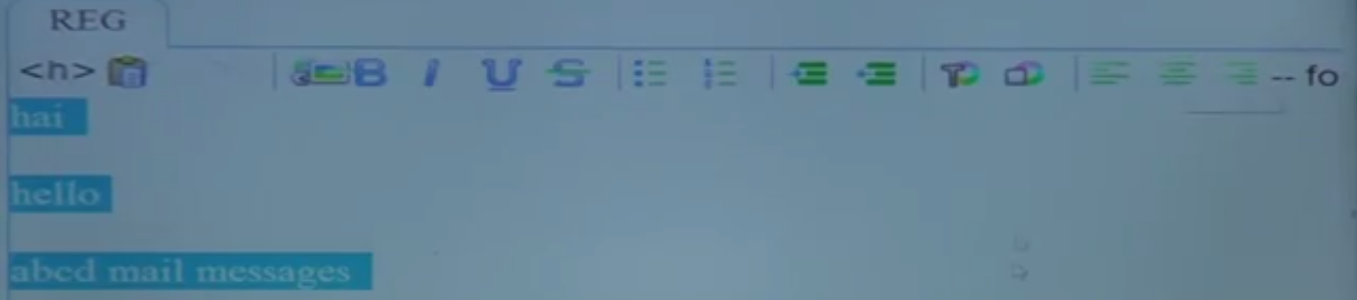 REG
<h> B I U S -- fo
hai
hello
abcd mail messages